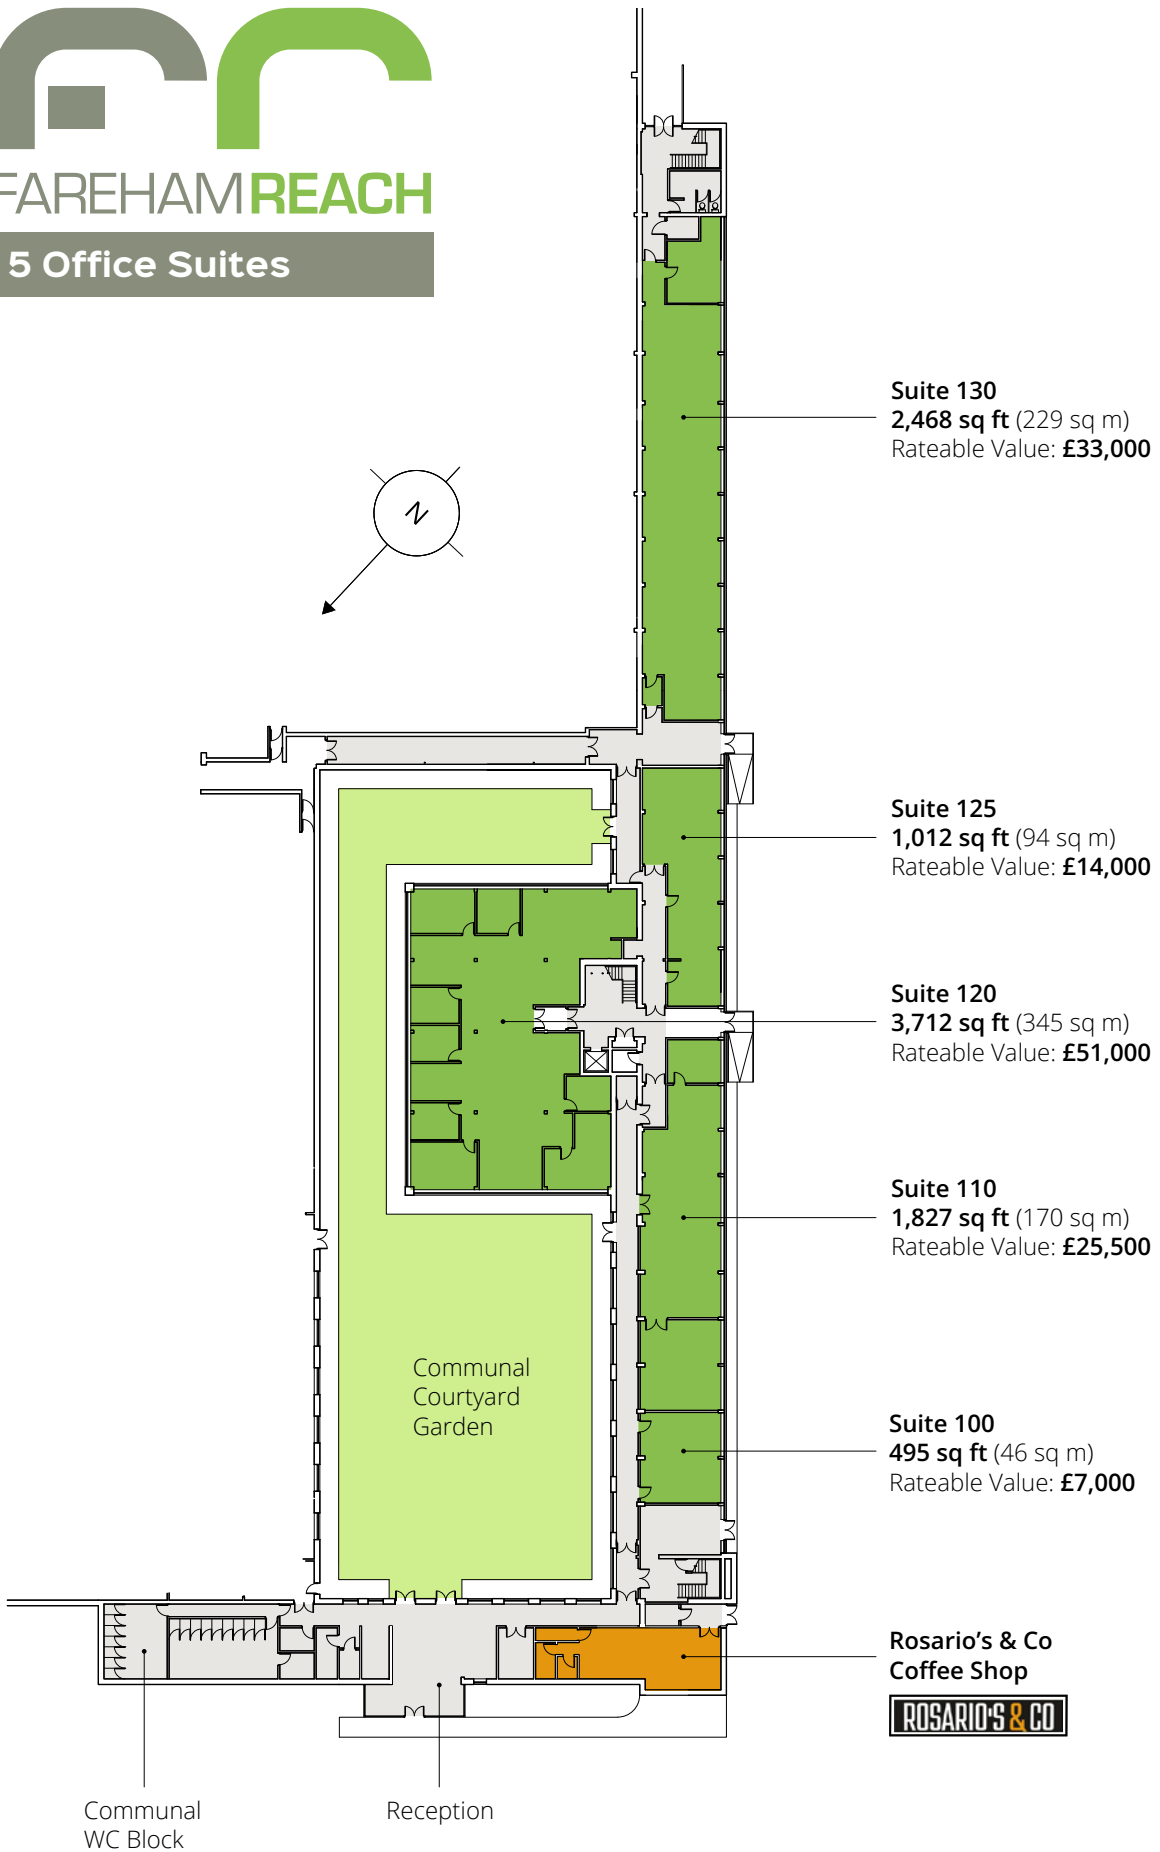 FAREHAMREACH
5 Office Suites
Suite 130
2,468 sq ft (229 sq m)
Rateable Value: £33,000
N
Suite 125
1,012 sq ft (94 sq m)
Rateable Value: £14,000
Suite 120
3,712 sq ft (345 sq m)
Rateable Value: £51,000
Suite 110
1,827 sq ft (170 sq m)
Rateable Value: £25,500
Communal
Courtyard
Garden
Suite 100
495 sq ft (46 sq m)
Rateable Value: £7,000
Rosario’s & Co
Coffee Shop
ROSARIO'S & CO
Communal
WC Block
Reception